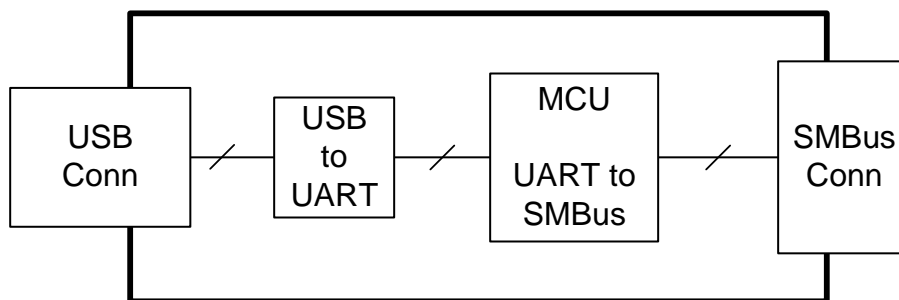 USB
Conn
USB
to
UART
MCU
UART to
SMBus
SMBus
Conn